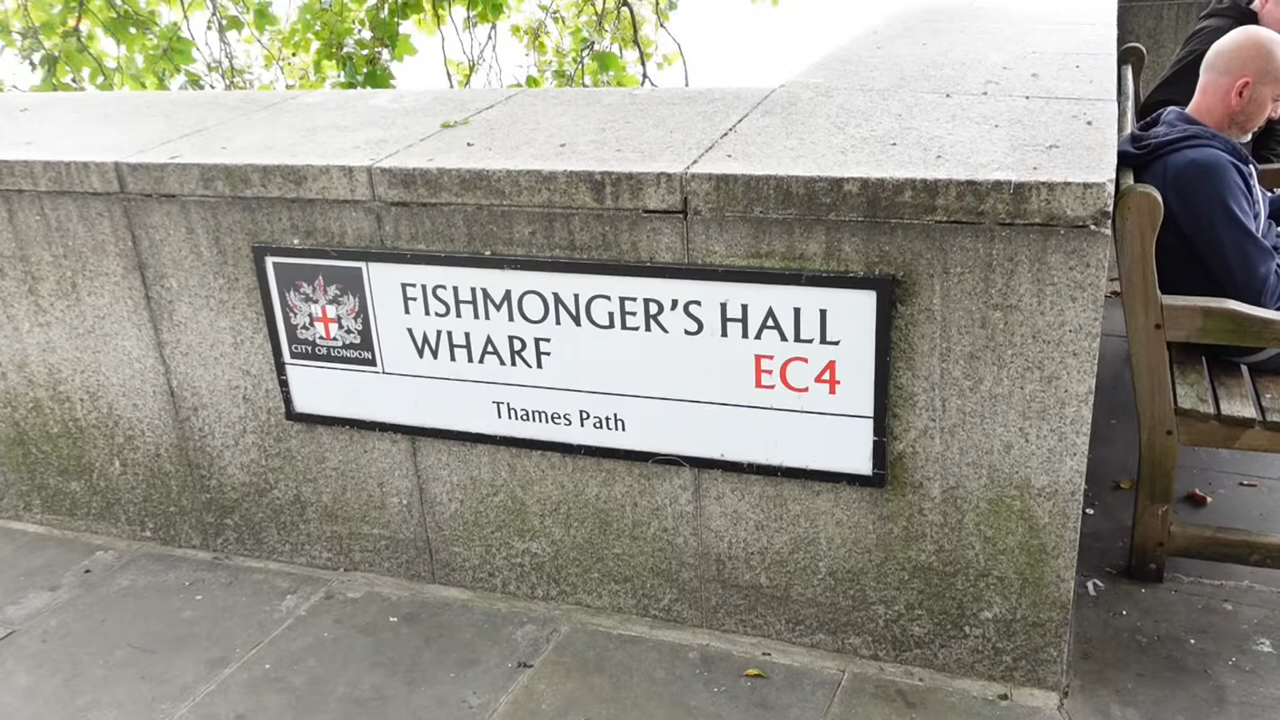 CITY OF LONDON
FISHMONGER'S HALL
WHARF
EC4
Thames Path